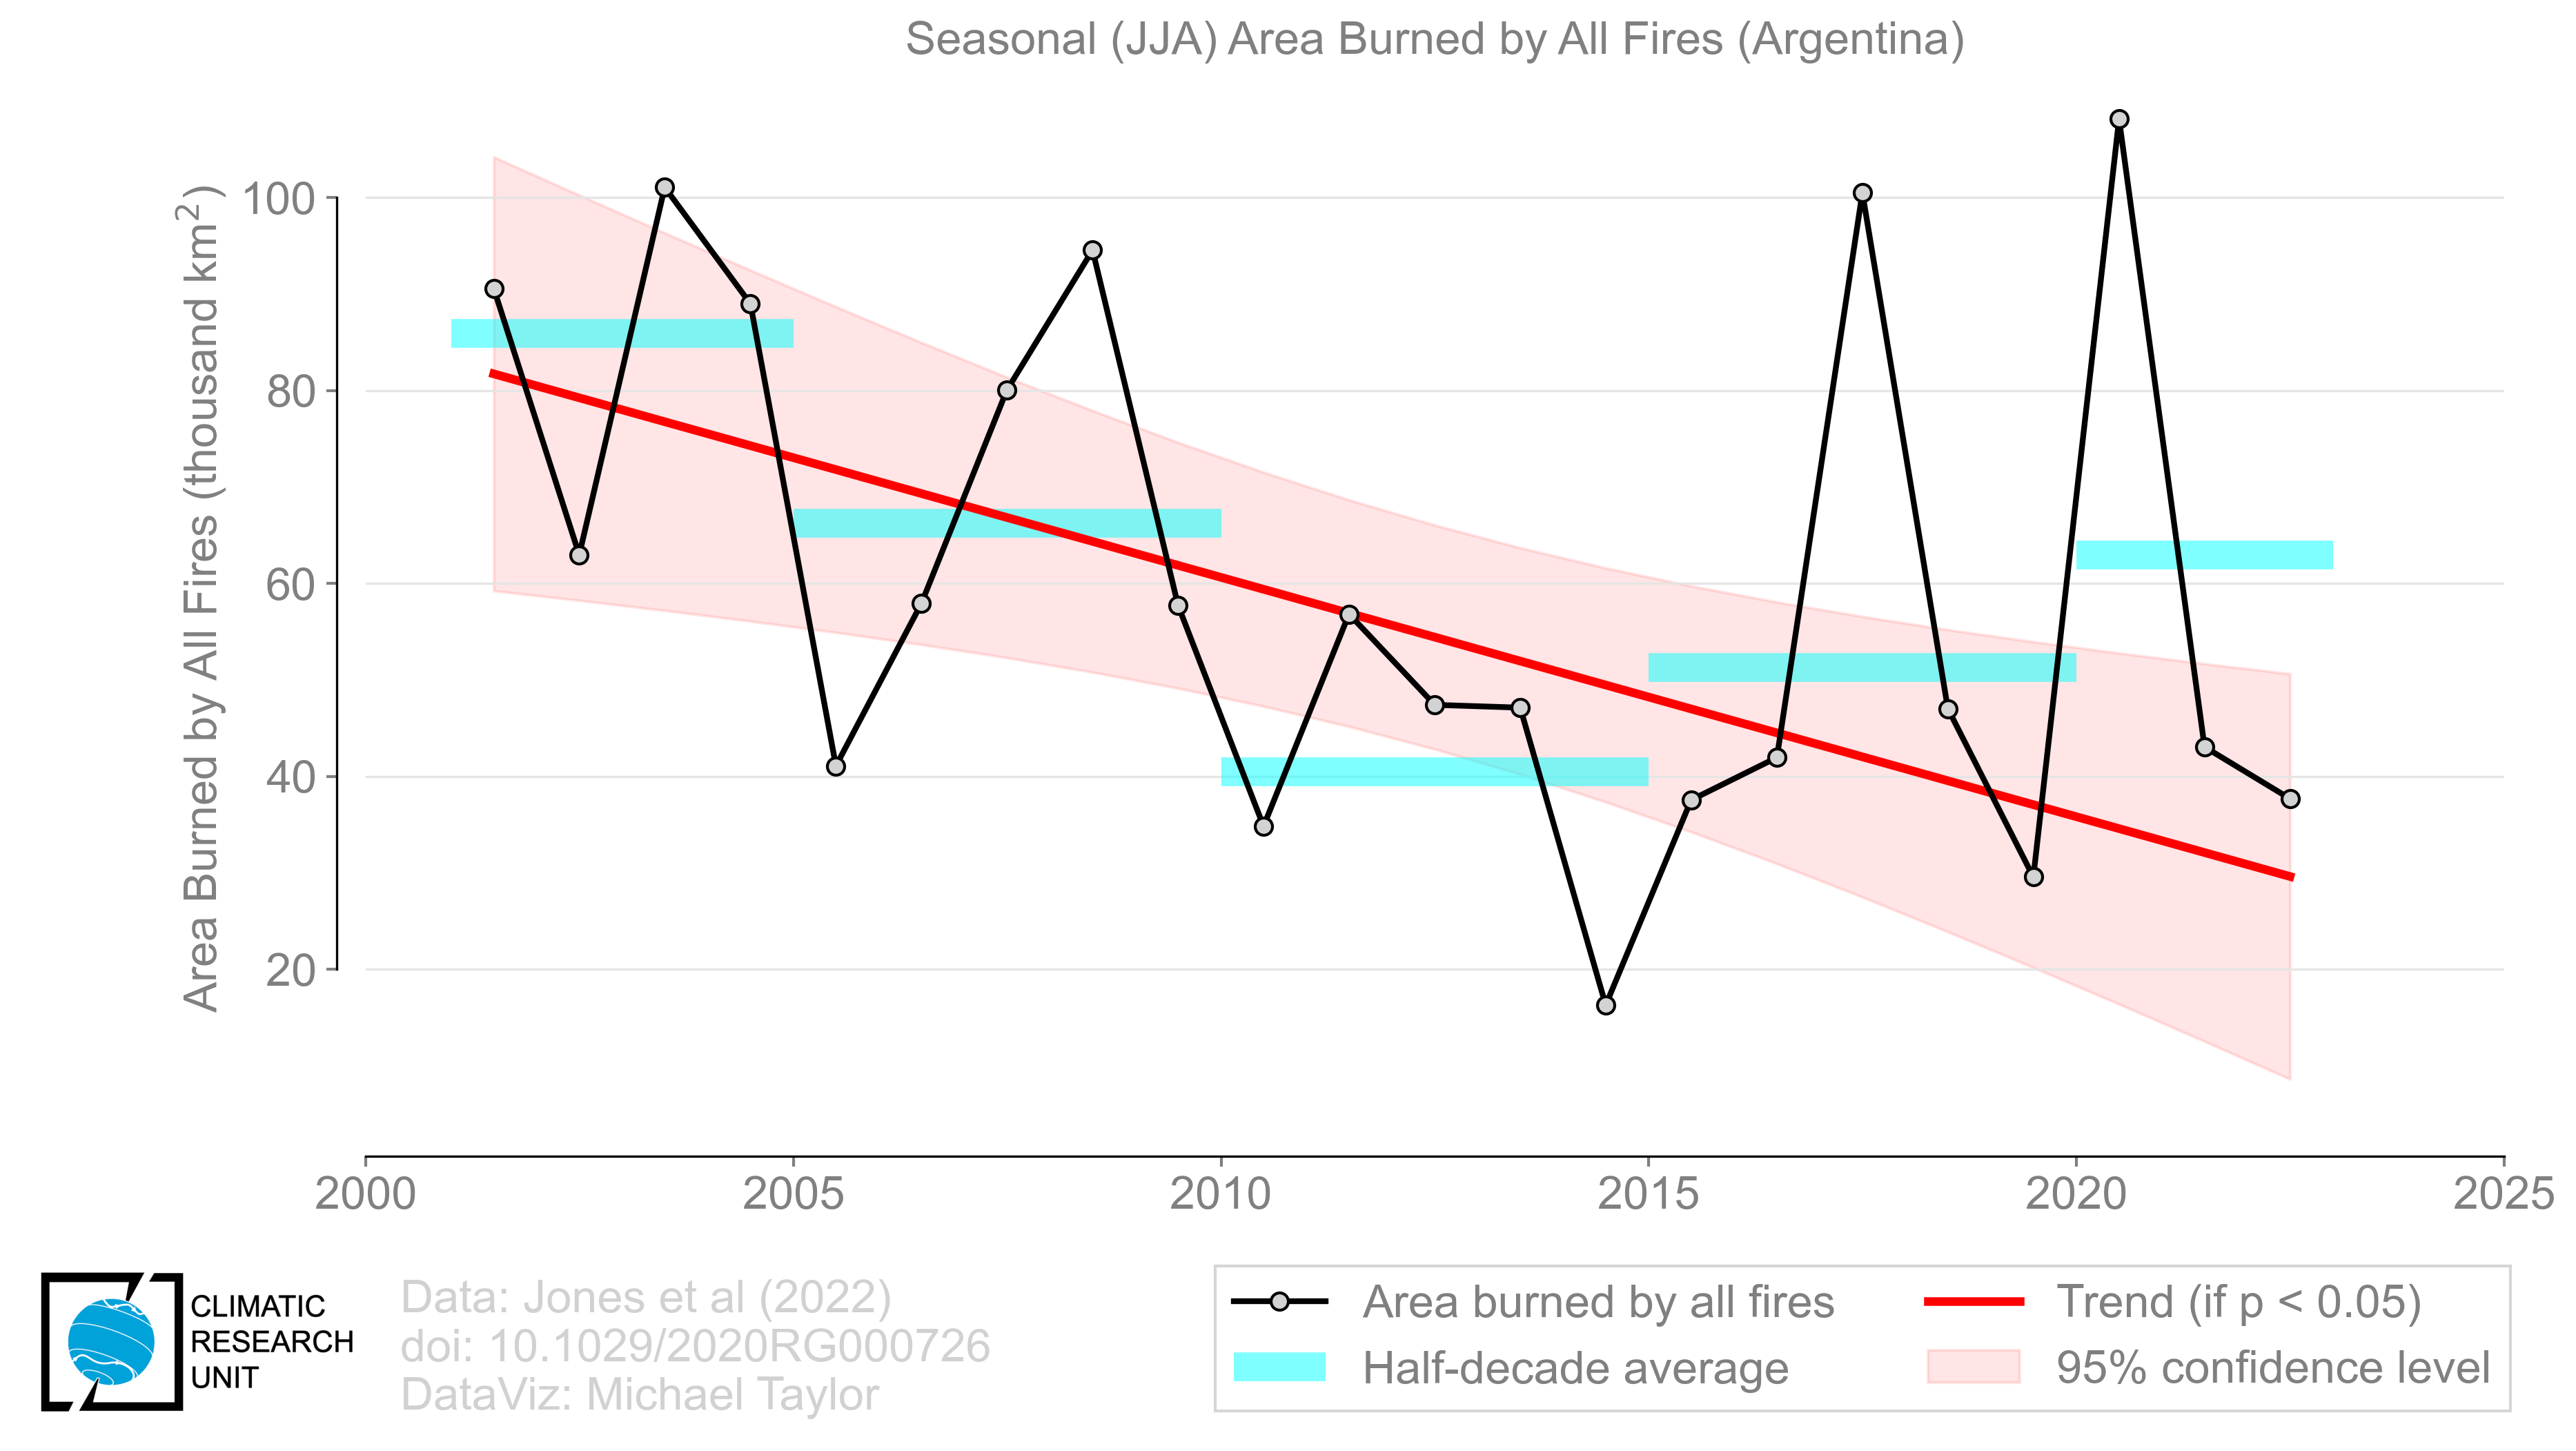 Seasonal (JJA) Area Burned by All Fires (Argentina)
Area Burned by All Fires (thousand km²)
100
80
60
40
20
2000
2005
2010
2015
2020
2025
CLIMATIC
RESEARCH
UNIT
Data: Jones et al (2022)
doi: 10.1029/2020RG000726
DataViz: Michael Taylor
Area burned by all fires
Half-decade average
Trend (if p < 0.05)
95% confidence level